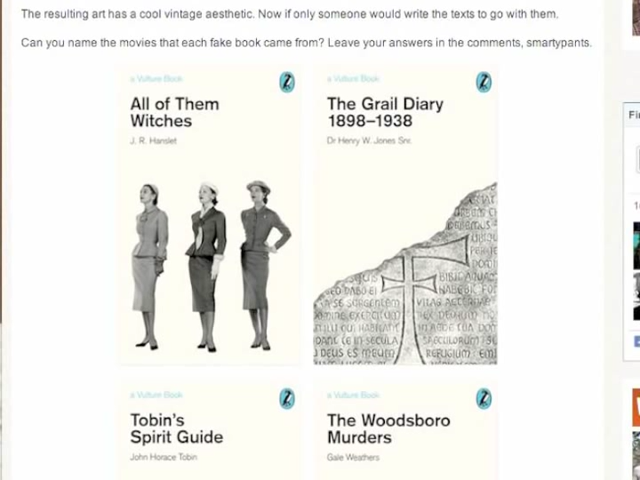 The resulting art has a cool vintage aesthetic. Now if only someone would write the texts to go with them.
Can you name the movies that each fake book came from? Leave your answers in the comments, smartypants.
a Vulture Book
All of Them
Witches
J. R. Hanslet
a Vulture Book
The Grail Diary
1898–1938
Dr Henry W. Jones Snr.
a Vulture Book
Tobin's
Spirit Guide
John Horace Tobin
a Vulture Book
The Woodsboro
Murders
Gale Weathers